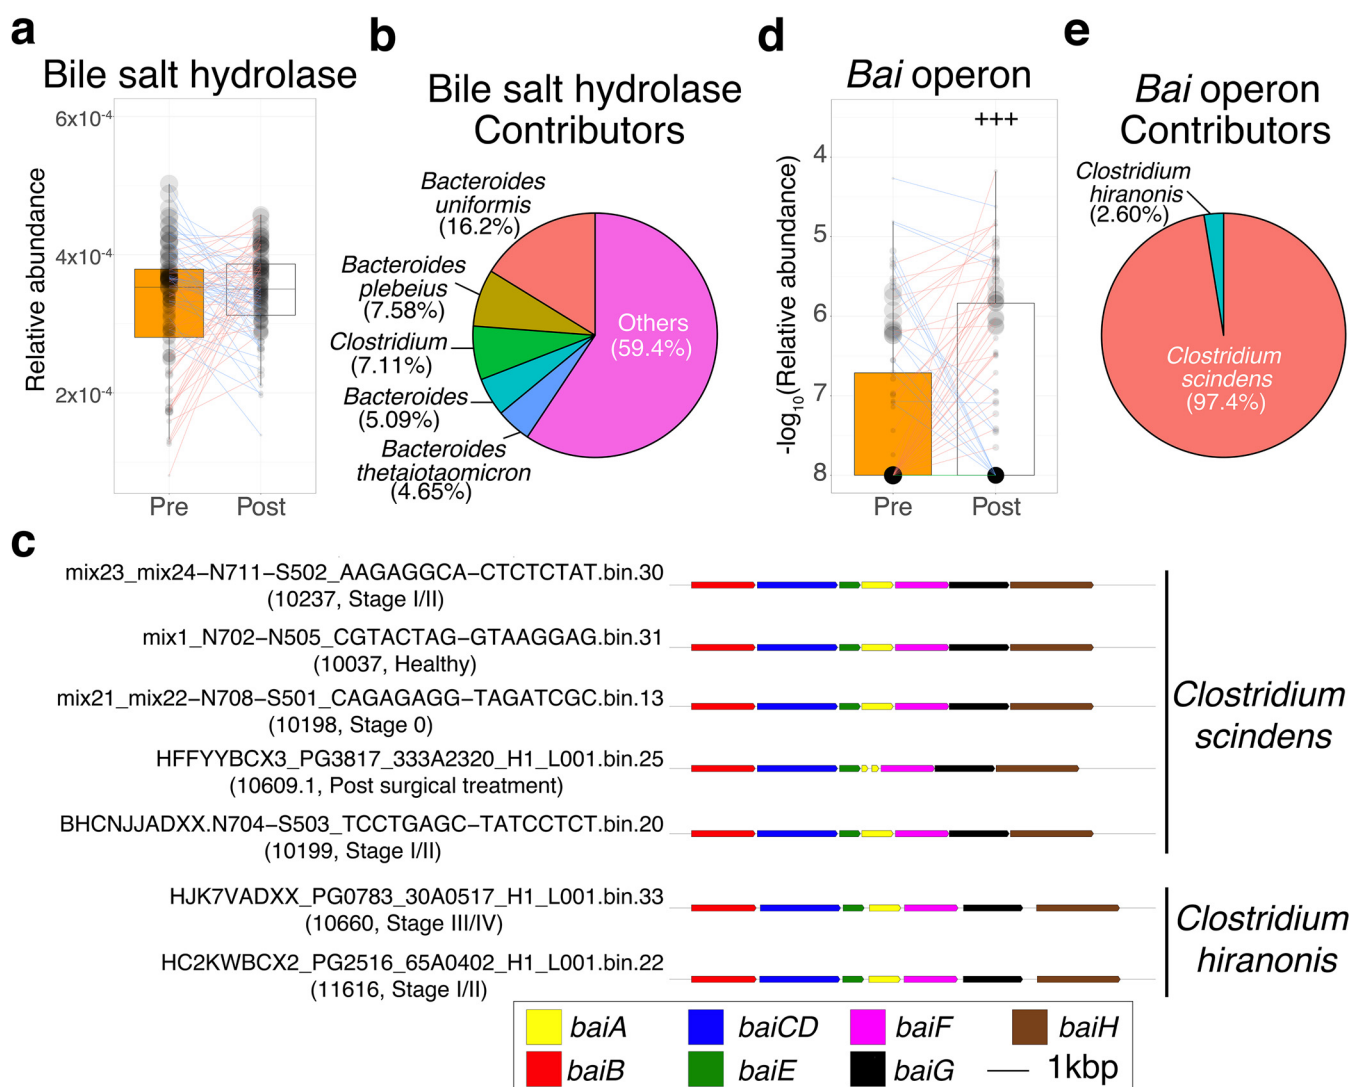 a
Bile salt hydrolase
Relative abundance
6x10-4
4x10-4
2x10-4
Pre
Post
b
Bile salt hydrolase
Contributors
Bacteroides
uniformis
(16.2%)
Bacteroides
plebeius
(7.58%)
Clostridium
(7.11%)
Bacteroides
(5.09%)
Bacteroides
thetaiotaomicron
(4.65%)
Others
(59.4%)
d
Bai operon
+++
-log10(Relative abundance)
4
5
6
7
8
Pre
Post
e
Bai operon
Contributors
Clostridium
hiranonis
(2.60%)
Clostridium
scindens
(97.4%)
c
mix23_mix24−N711−S502_AAGAGGCA−CTCTCTAT.bin.30
(10237, Stage I/II)
mix1_N702−N505_CGTACTAG−GTAAGGAG.bin.31
(10037, Healthy)
mix21_mix22−N708−S501_CAGAGAGG−TAGATCGC.bin.13
(10198, Stage 0)
HFFYYBCX3_PG3817_333A2320_H1_L001.bin.25
(10609.1, Post surgical treatment)
BHCNJJADXX.N704−S503_TCCTGAGC−TATCCTCT.bin.20
(10199, Stage I/II)
Clostridium
scindens
HJK7VADXX_PG0783_30A0517_H1_L001.bin.33
(10660, Stage III/IV)
HC2KWBCX2_PG2516_65A0402_H1_L001.bin.22
(11616, Stage I/II)
Clostridium
hiranonis
baiA
baiCD
baiF
baiH
baiB
baiE
baiG
1kbp